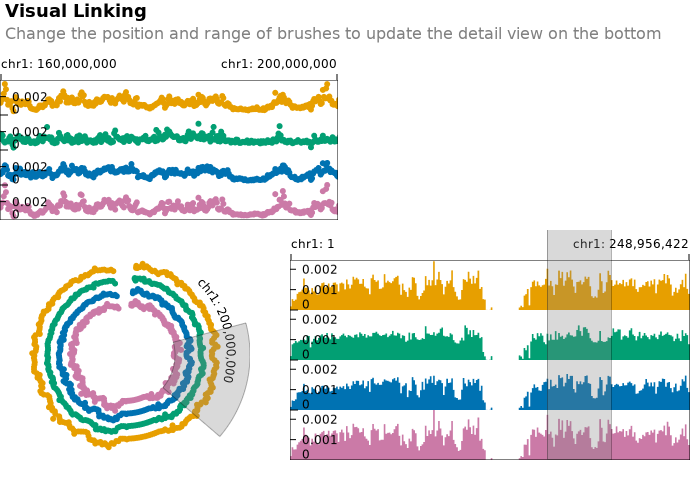 Visual Linking
Change the position and range of brushes to update the detail view on the bottom
chr1: 160,000,000 200,000,000
chr1: 200,000,000
0.002
0
0.002
0
0.002
0
0.002
0
chr1: 200,000,000
chr1: 1
chr1: 248,956,422
0.002
0.001
0
0.002
0.001
0
0.002
0.001
0
0.002
0.001
0